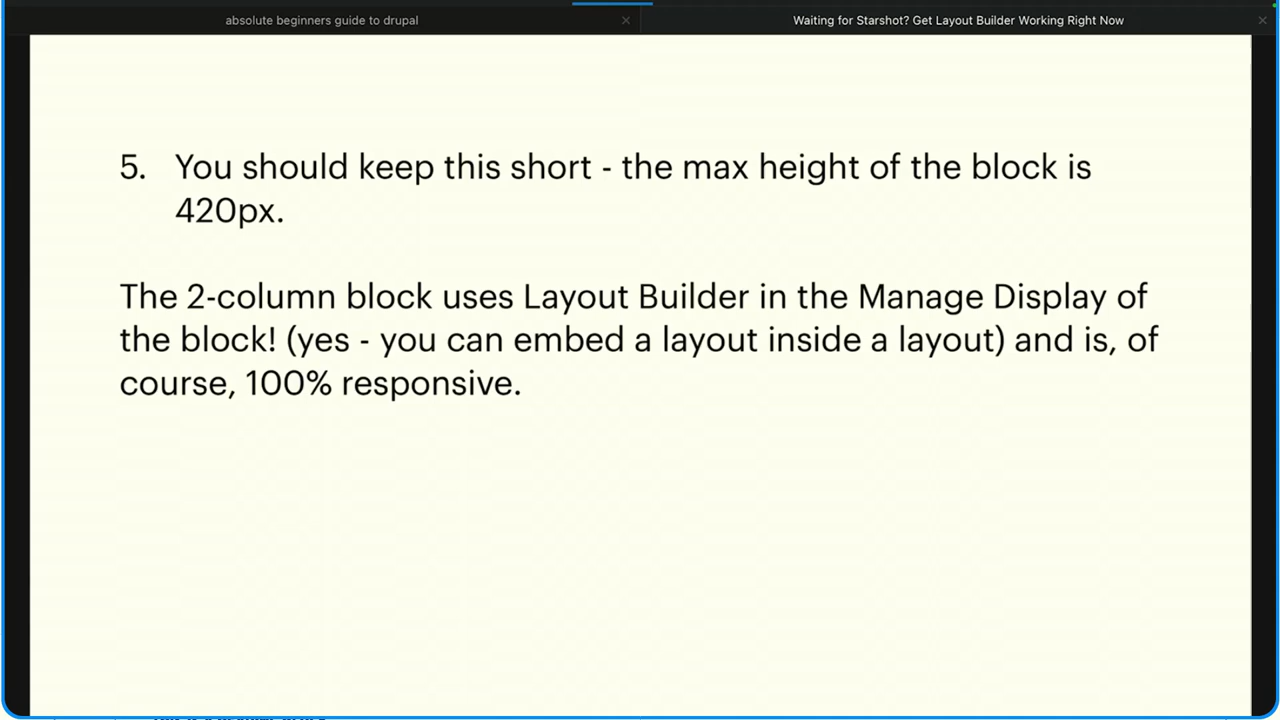 absolute beginners guide to drupal
Waiting for Starshot? Get Layout Builder Working Right Now
5. You should keep this short - the max height of the block is
420px.
The 2-column block uses Layout Builder in the Manage Display of
the block! (yes - you can embed a layout inside a layout) and is, of
course, 100% responsive.